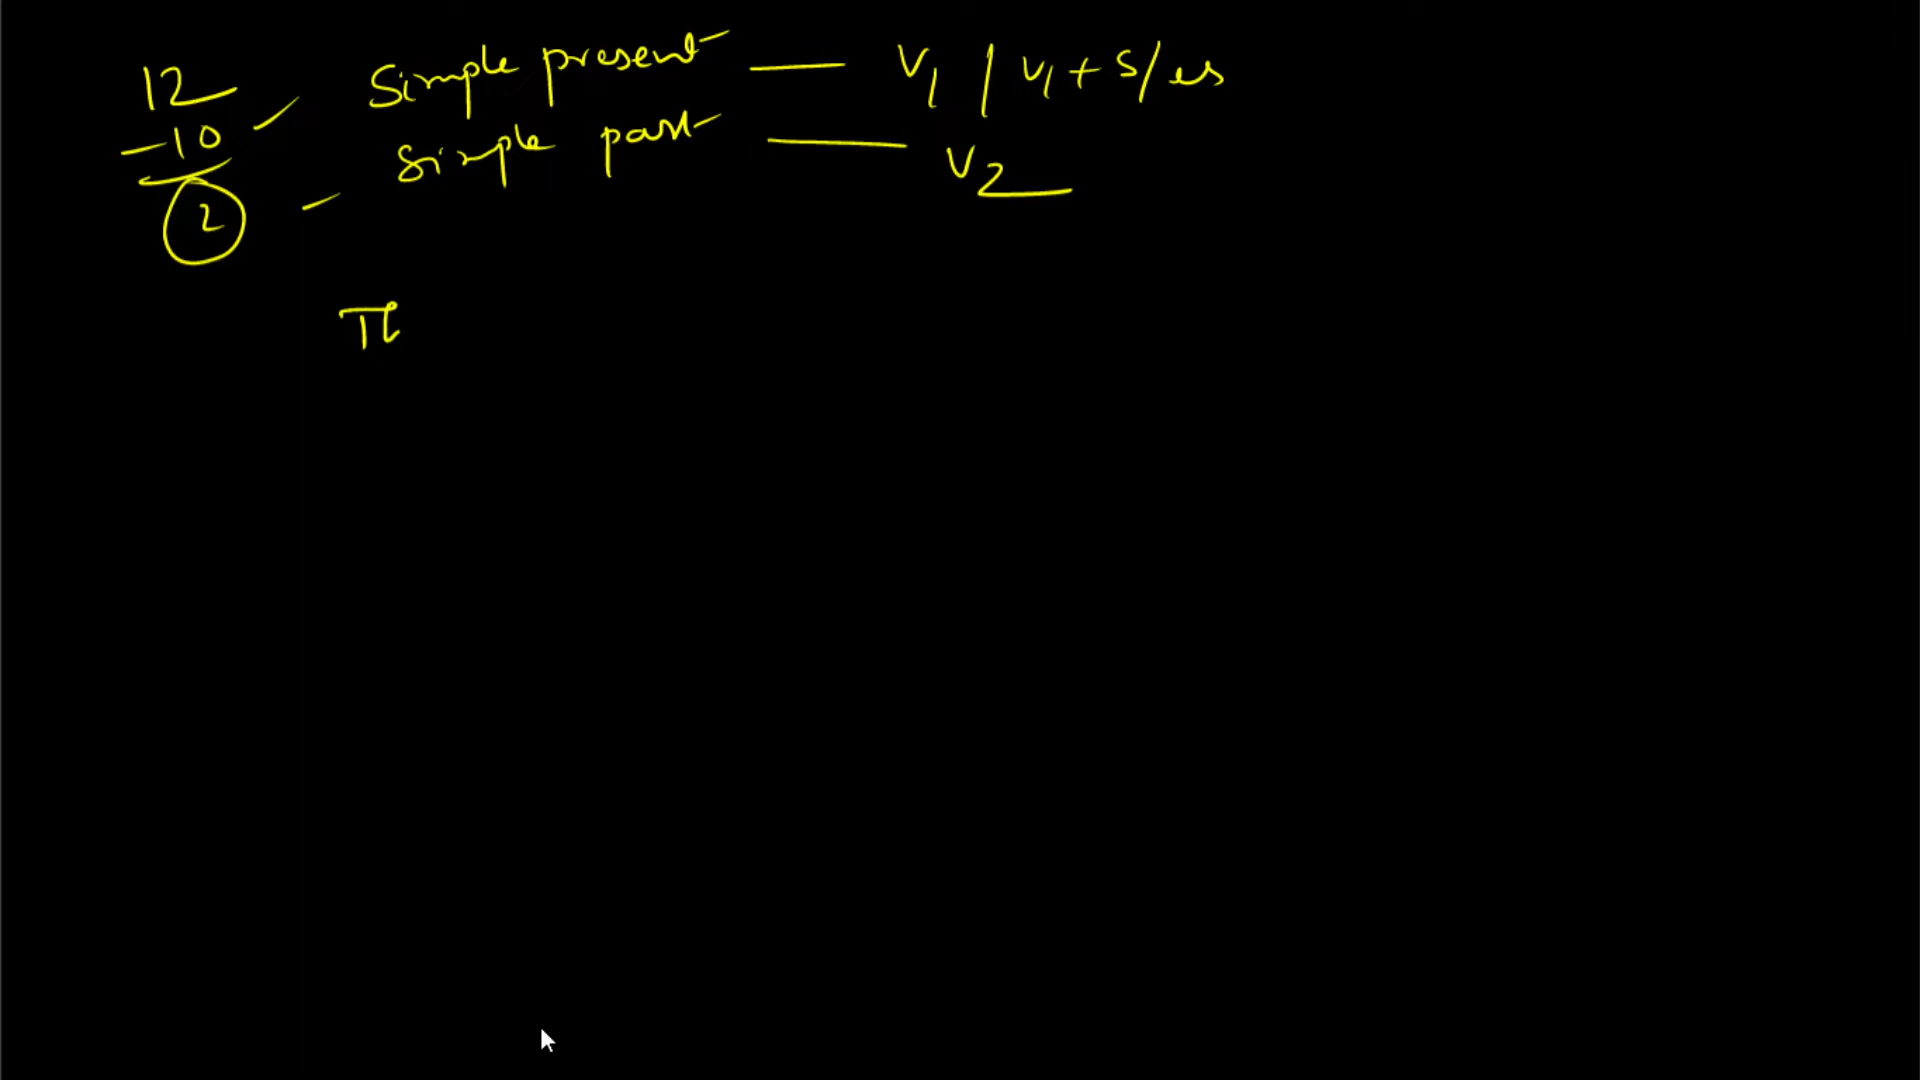 12
-10
2
Simple present — V1 / V1 + s/es
Simple past — V2